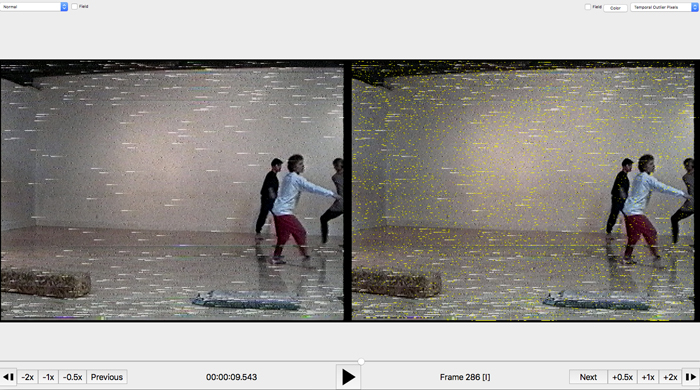 Normal Field Field Color Temporal Outlier Pixels
-2x -1x -0.5x Previous 00:00:09.543 Frame 286 [I] Next +0.5x +1x +2x